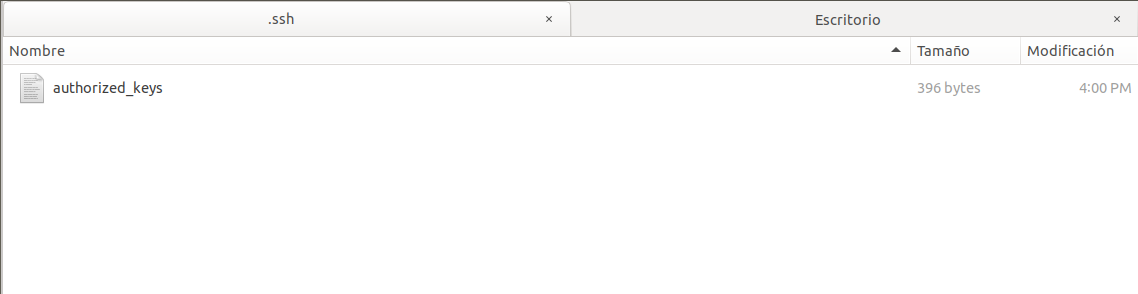 .ssh × Escritorio ×
Nombre Tamaño Modificación
authorized_keys 396 bytes 4:00 PM